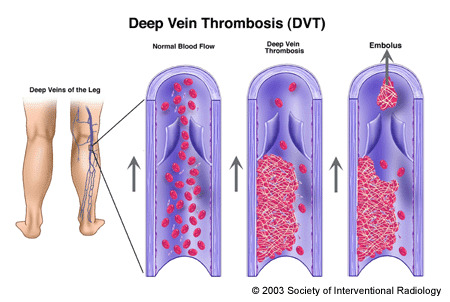 Deep Vein Thrombosis (DVT)
Normal Blood Flow
Deep Vein
Thrombosis
Embolus
Deep Veins of the Leg
© 2003 Society of Interventional Radiology